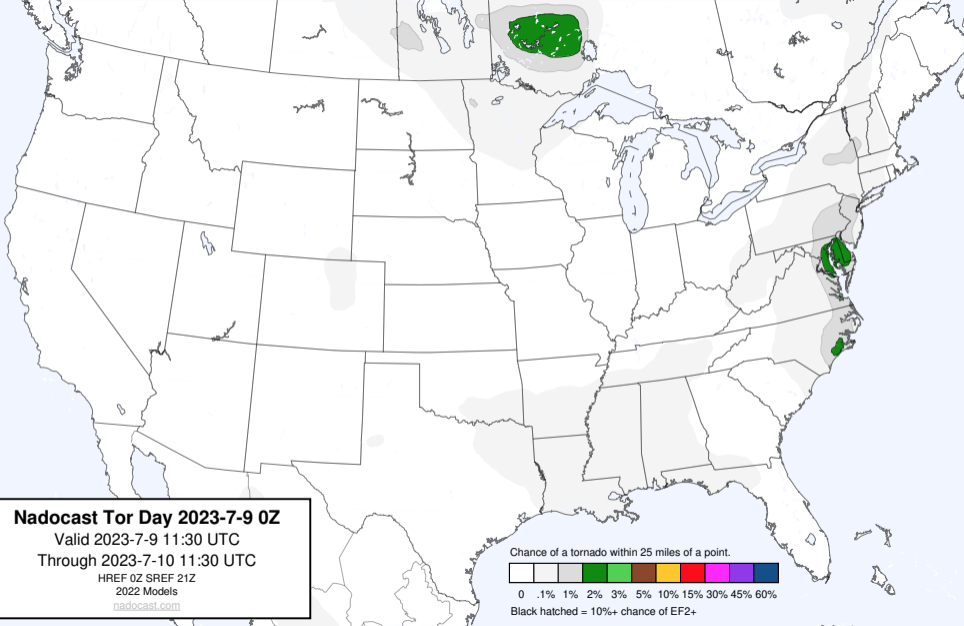 Nadocast Tor Day 2023-7-9 0Z
Valid 2023-7-9 11:30 UTC
Through 2023-7-10 11:30 UTC
HREF 0Z SREF 21Z
2022 Models
nadocast.com
Chance of a tornado within 25 miles of a point.
0 .1% 1% 2% 3% 5% 10% 15% 30% 45% 60%
Black hatched = 10%+ chance of EF2+